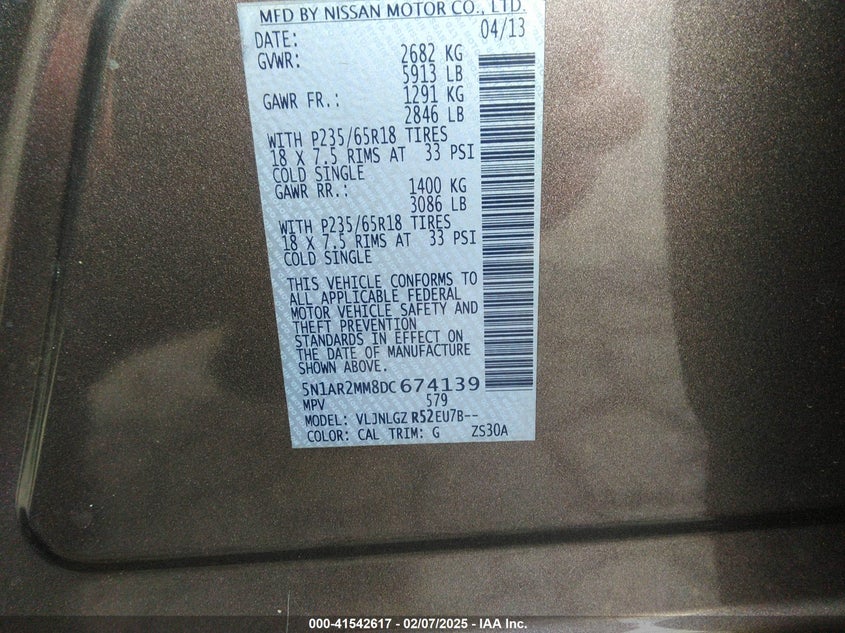 MFD BY NISSAN MOTOR CO., LTD.
DATE: 04/13
GVWR: 2682 KG
5913 LB
GAWR FR.: 1291 KG
2846 LB
WITH P235/65R18 TIRES
18 X 7.5 RIMS AT 33 PSI
COLD SINGLE
GAWR RR.: 1400 KG
3086 LB
WITH P235/65R18 TIRES
18 X 7.5 RIMS AT 33 PSI
COLD SINGLE
THIS VEHICLE CONFORMS TO
ALL APPLICABLE FEDERAL
MOTOR VEHICLE SAFETY AND
THEFT PREVENTION
STANDARDS IN EFFECT ON
THE DATE OF MANUFACTURE
SHOWN ABOVE.
5N1AR2MM8DC674139
MPV 579
MODEL: VLJNLGZ R52EU7B--
COLOR: CAL TRIM: G ZS30A
000-41542617 - 02/07/2025 - IAA Inc.